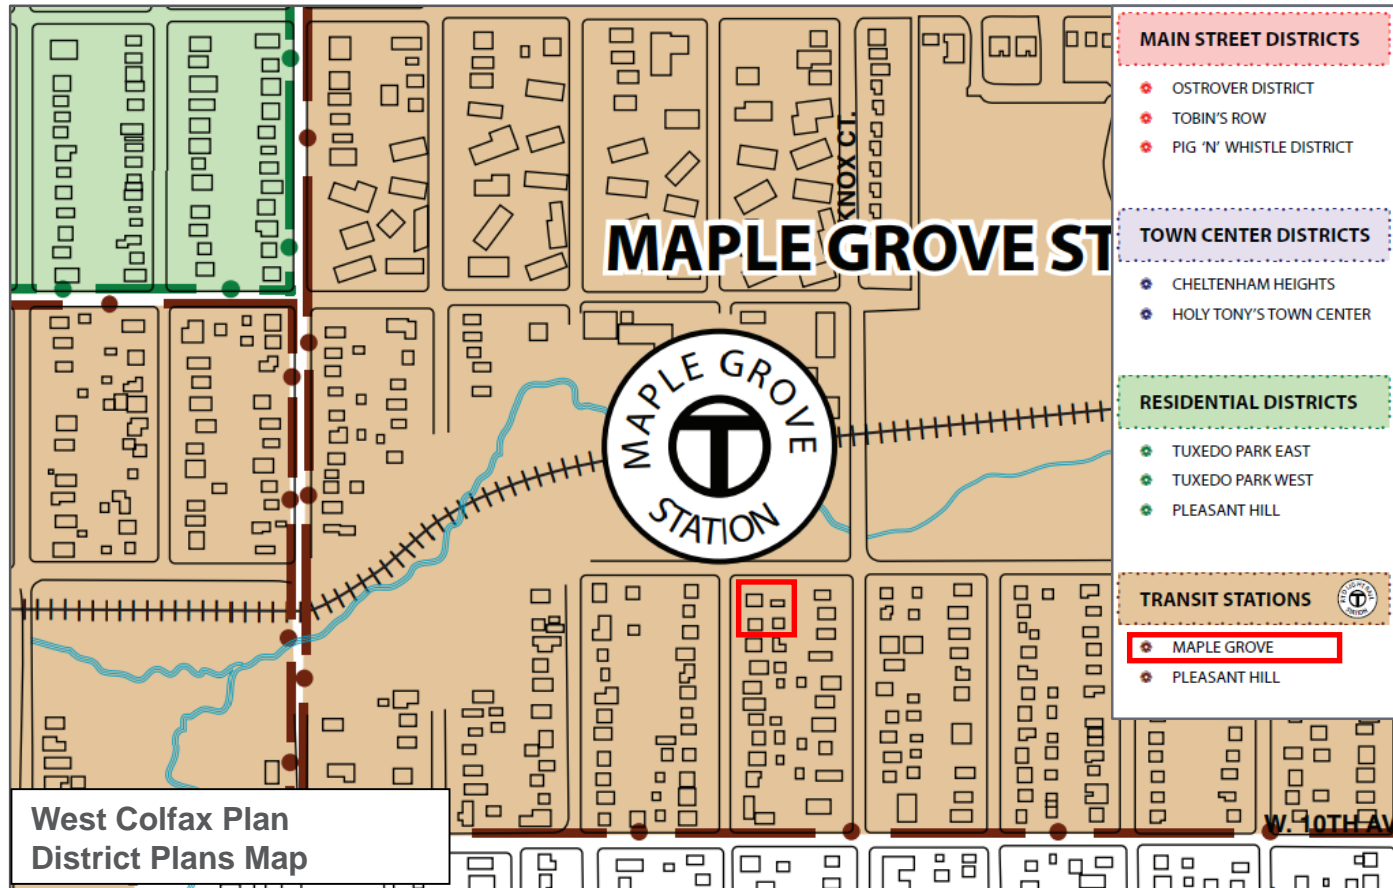 MAIN STREET DISTRICTS
OSTROVER DISTRICT
TOBIN'S ROW
PIG 'N' WHISTLE DISTRICT
KNOX CT.
MAPLE GROVE ST
TOWN CENTER DISTRICTS
CHELTENHAM HEIGHTS
HOLY TONY'S TOWN CENTER
MAPLE GROVE
T
STATION
RESIDENTIAL DISTRICTS
TUXEDO PARK EAST
TUXEDO PARK WEST
PLEASANT HILL
TRANSIT STATIONS
T
STATION
MAPLE GROVE
PLEASANT HILL
W. 10TH AV
West Colfax Plan
District Plans Map